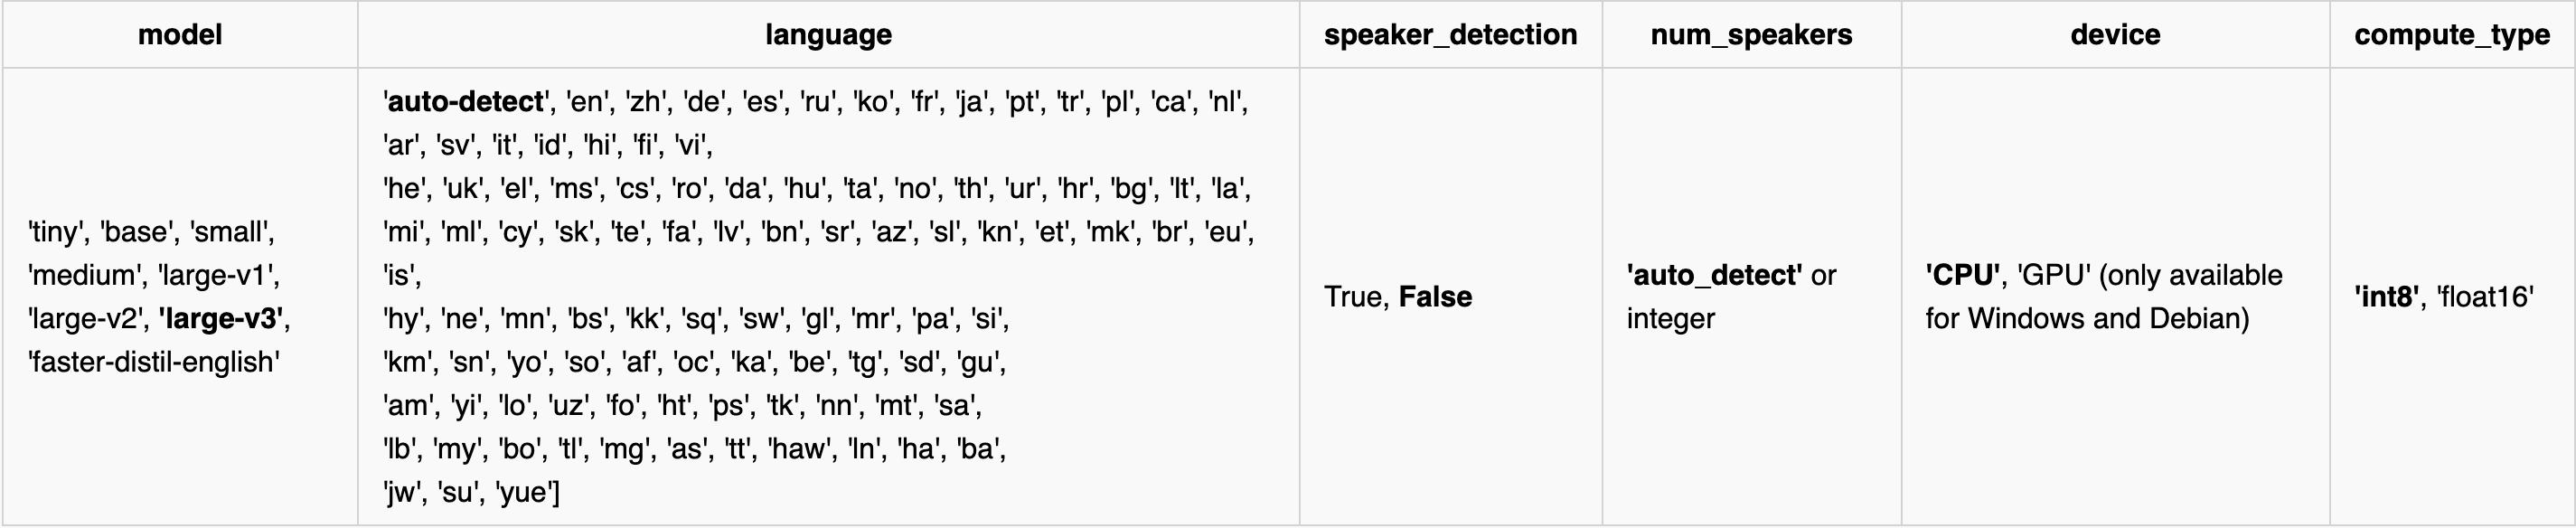 model
language
speaker_detection
num_speakers
device
compute_type
'tiny', 'base', 'small',
'medium', 'large-v1',
'large-v2', 'large-v3',
'faster-distil-english'
'auto-detect', 'en', 'zh', 'de', 'es', 'ru', 'ko', 'fr', 'ja', 'pt', 'tr', 'pl', 'ca', 'nl',
'ar', 'sv', 'it', 'id', 'hi', 'fi', 'vi',
'he', 'uk', 'el', 'ms', 'cs', 'ro', 'da', 'hu', 'ta', 'no', 'th', 'ur', 'hr', 'bg', 'lt', 'la',
'mi', 'ml', 'cy', 'sk', 'te', 'fa', 'lv', 'bn', 'sr', 'az', 'sl', 'kn', 'et', 'mk', 'br', 'eu',
'is',
'hy', 'ne', 'mn', 'bs', 'kk', 'sq', 'sw', 'gl', 'mr', 'pa', 'si',
'km', 'sn', 'yo', 'so', 'af', 'oc', 'ka', 'be', 'tg', 'sd', 'gu',
'am', 'yi', 'lo', 'uz', 'fo', 'ht', 'ps', 'tk', 'nn', 'mt', 'sa',
'lb', 'my', 'bo', 'tl', 'mg', 'as', 'tt', 'haw', 'ln', 'ha', 'ba',
'jw', 'su', 'yue']
True, False
'auto_detect' or
integer
'CPU', 'GPU' (only available
for Windows and Debian)
'int8', 'float16'